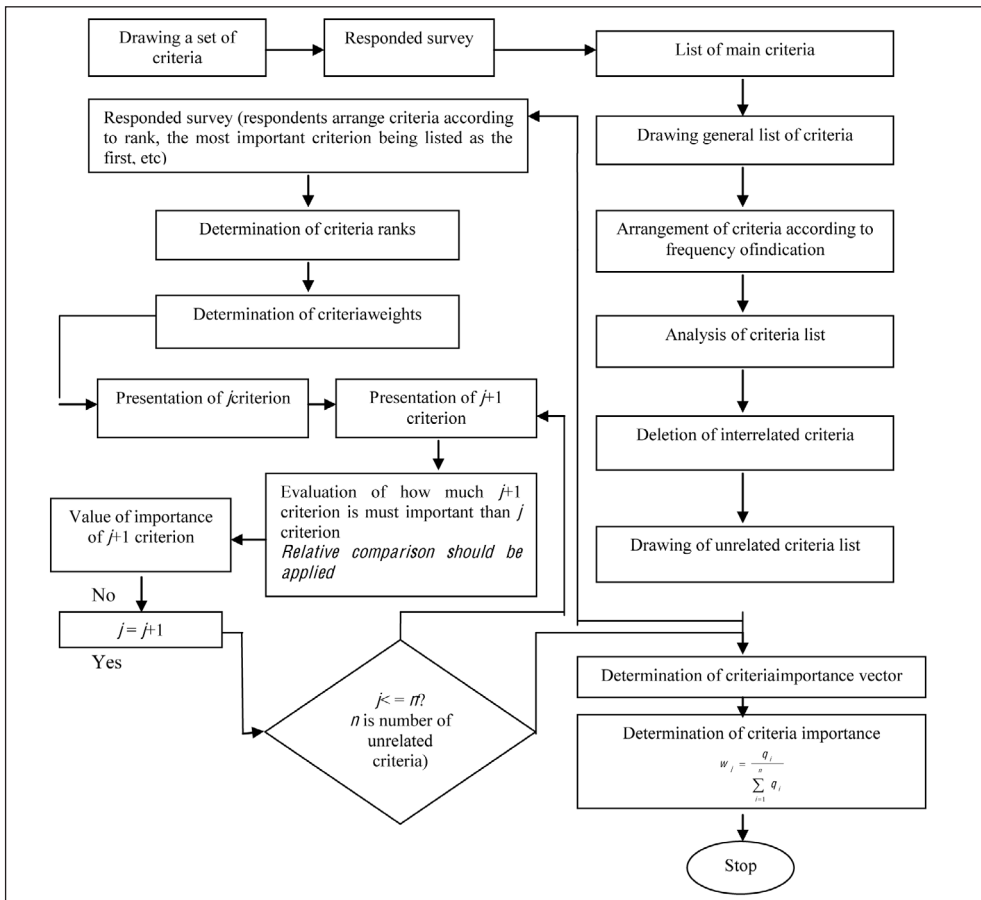 Drawing a set of
criteria
Responded survey
List of main criteria
Responded survey (respondents arrange criteria according
to rank, the most important criterion being listed as the
first, etc)
Drawing general list of criteria
Determination of criteria ranks
Arrangement of criteria according to
frequency ofindication
Determination of criteriaweights
Analysis of criteria list
Presentation of jcriterion
Presentation of j+1
criterion
Deletion of interrelated criteria
Evaluation of how much j+1
criterion is must important than j
criterion
Relative comparison should be
applied
Value of importance
of j+1 criterion
Drawing of unrelated criteria list
No
j = j+1
Yes
j< = n?
n is number of
unrelated
criteria)
Determination of criteriaimportance vector
Determination of criteria importance
w_j = q_j / ∑_{i=1}^{n} q_i
Stop